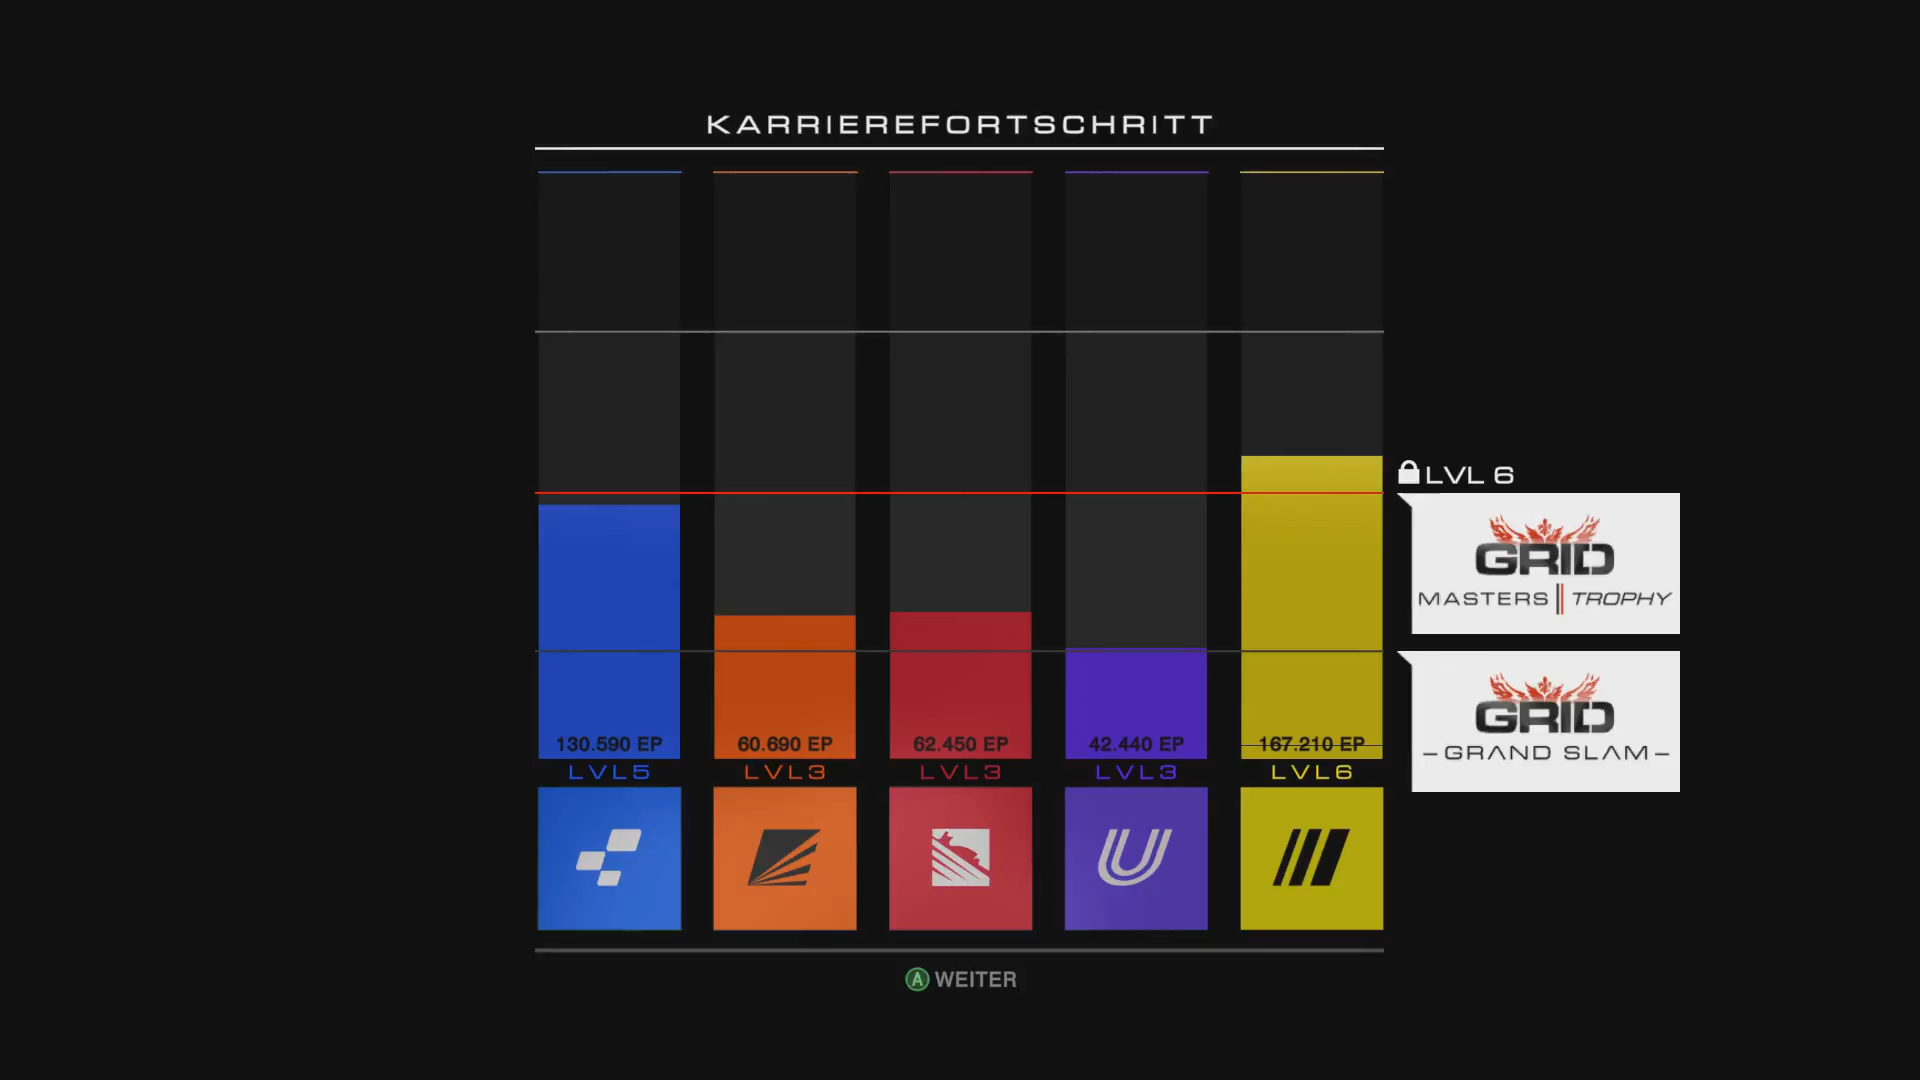 KARRIEREFORTSCHRITT
LVL 6
GRID
MASTERS TROPHY
GRID
GRAND SLAM
130.590 EP 60.690 EP 62.450 EP 42.440 EP 167.210 EP
LVL5 LVL3 LVL3 LVL3 LVL6
A WEITER